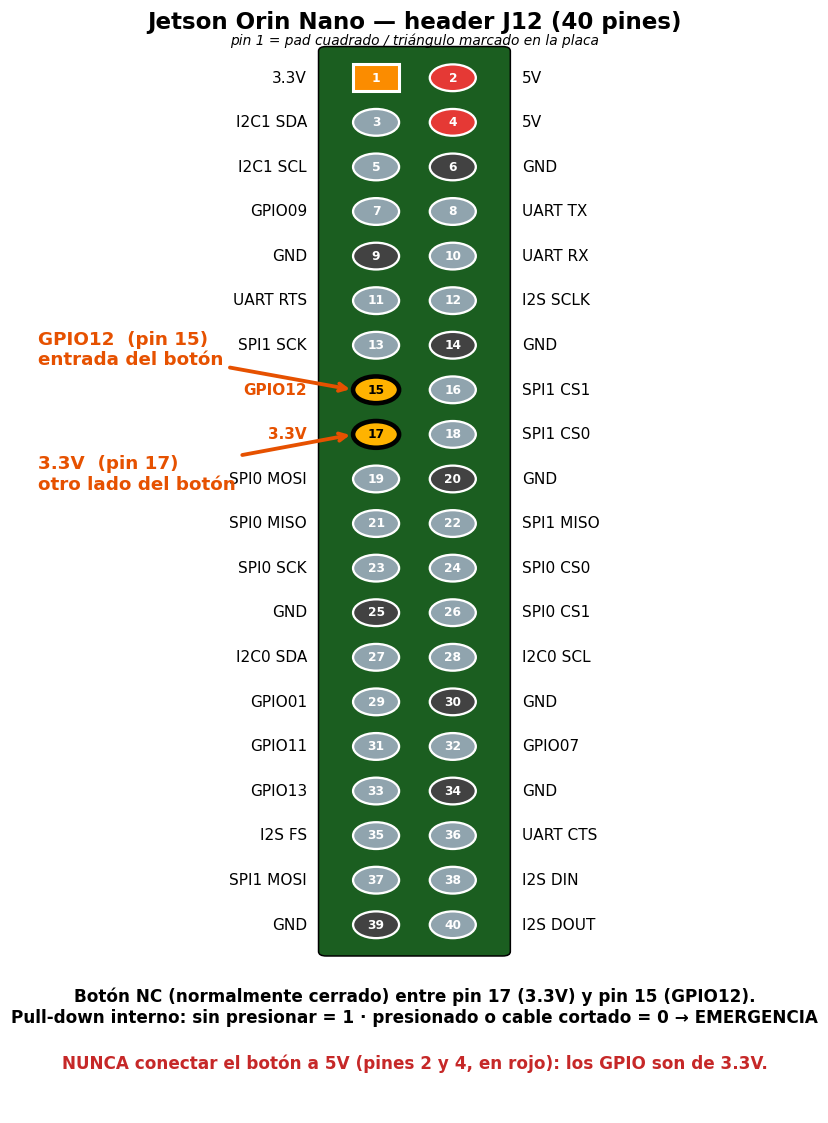 Jetson Orin Nano — header J12 (40 pines)
pin 1 = pad cuadrado / triángulo marcado en la placa
3.3V 1 2 5V
I2C1 SDA 3 4 5V
I2C1 SCL 5 6 GND
GPIO09 7 8 UART TX
GND 9 10 UART RX
UART RTS 11 12 I2S SCLK
GPIO12  (pin 15)
entrada del botón
SPI1 SCK 13 14 GND
GPIO12 15 16 SPI1 CS1
3.3V 17 18 SPI1 CS0
3.3V  (pin 17)
otro lado del botón
SPI0 MOSI 19 20 GND
SPI0 MISO 21 22 SPI1 MISO
SPI0 SCK 23 24 SPI0 CS0
GND 25 26 SPI0 CS1
I2C0 SDA 27 28 I2C0 SCL
GPIO01 29 30 GND
GPIO11 31 32 GPIO07
GPIO13 33 34 GND
I2S FS 35 36 UART CTS
SPI1 MOSI 37 38 I2S DIN
GND 39 40 I2S DOUT
Botón NC (normalmente cerrado) entre pin 17 (3.3V) y pin 15 (GPIO12).
Pull-down interno: sin presionar = 1 · presionado o cable cortado = 0 → EMERGENCIA
NUNCA conectar el botón a 5V (pines 2 y 4, en rojo): los GPIO son de 3.3V.